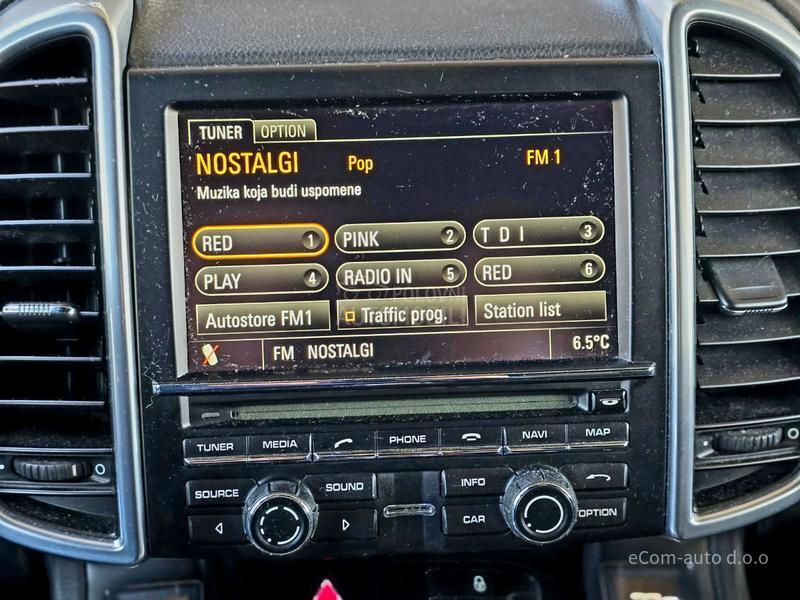 TUNER OPTION
NOSTALGI Pop FM 1
Muzika koja budi uspomene
RED 1 PINK 2 T D I 3
PLAY 4 RADIO IN 5 RED 6
Autostore FM1 Traffic prog. Station list
FM NOSTALGI 6.5°C
TUNER MEDIA PHONE NAVI MAP
SOURCE SOUND INFO
CAR OPTION
eCom-auto d.o.o